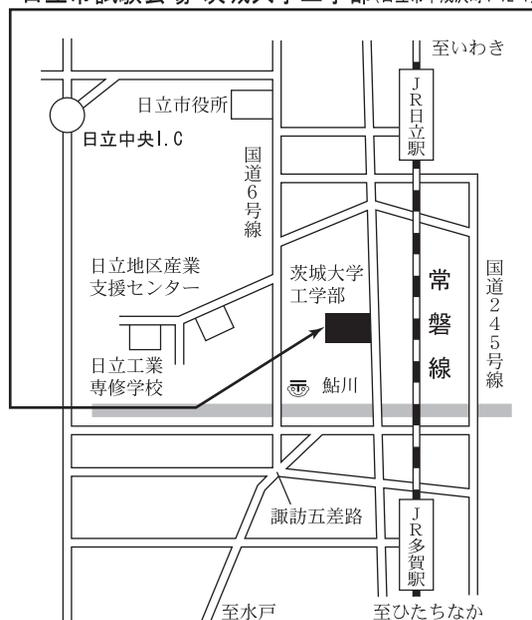 至いわき
JR日立駅
日立市役所
日立中央I.C
国道6号線
日立地区産業
支援センター
茨城大学
工学部
常磐線
国道245号線
日立工業
専修学校
鮎川
諏訪五差路
JR多賀駅
至水戸
至ひたちなか